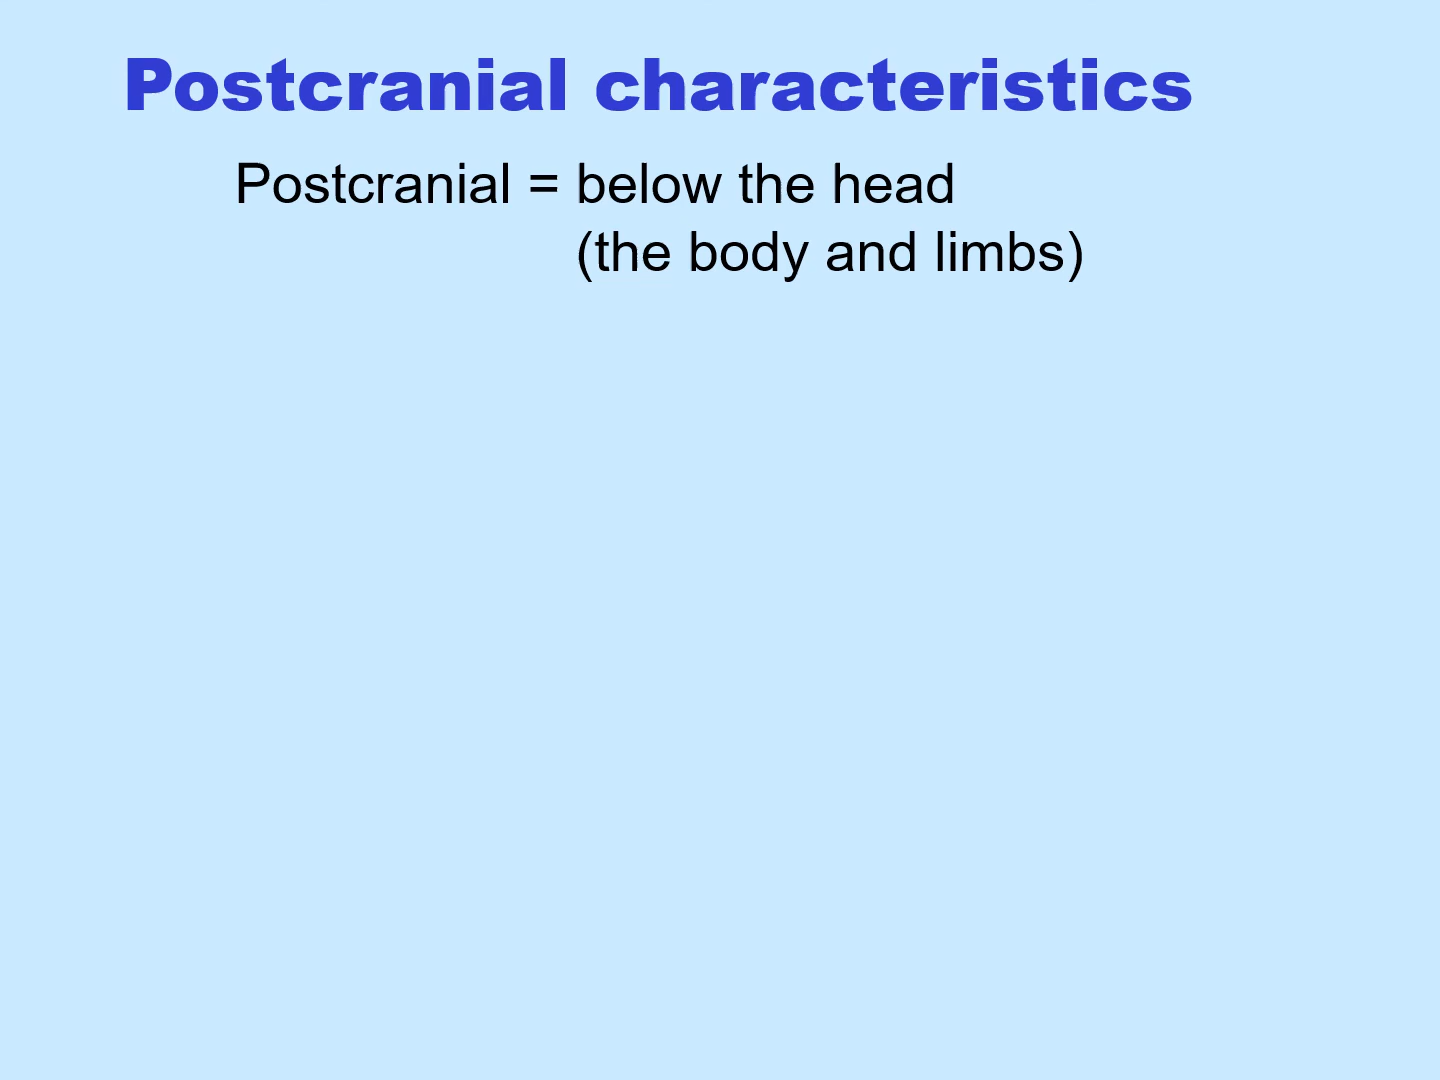 Postcranial characteristics
Postcranial = below the head
(the body and limbs)